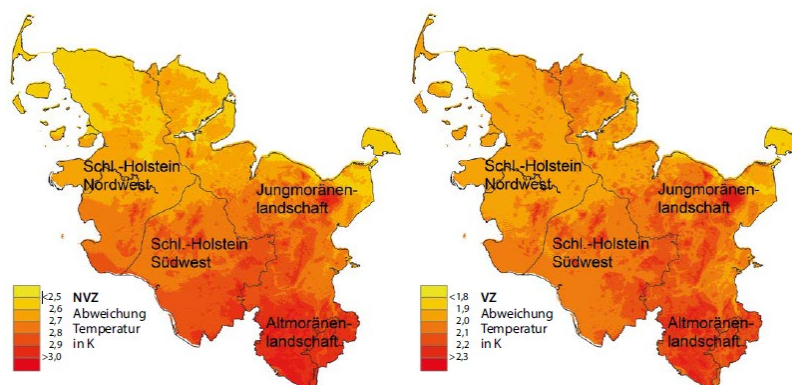 Schl.-Holstein
Nordwest
Jungmoränen-
landschaft
Schl.-Holstein
Südwest
Altmoränen-
landschaft
<2,5
2,6
2,7
2,8
2,9
>3,0
NVZ
Abweichung
Temperatur
in K
Schl.-Holstein
Nordwest
Jungmoränen-
landschaft
Schl.-Holstein
Südwest
Altmoränen-
landschaft
<1,8
1,9
2,0
2,1
2,2
>2,3
VZ
Abweichung
Temperatur
in K